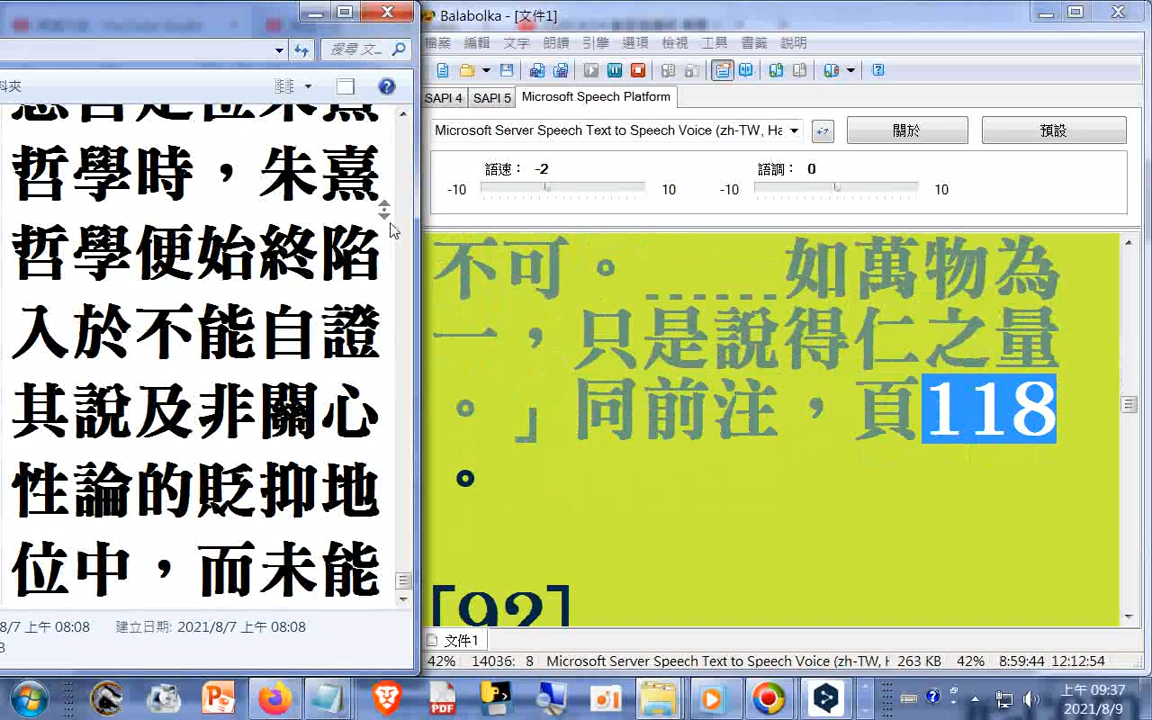 搜尋 文...
料夾
慈皆定位朱熹
哲學時，朱熹
哲學便始終陷
入於不能自證
其說及非關心
性論的貶抑地
位中，而未能
8/7 上午 08:08 建立日期: 2021/8/7 上午 08:08
Balabolka - [文件1]
檔案 編輯 文字 朗讀 引擎 選項 檢視 工具 書籤 說明
SAPI 4 SAPI 5 Microsoft Speech Platform
Microsoft Server Speech Text to Speech Voice (zh-TW, Ha
關於 預設
語速： -2 語調： 0
-10 10 -10 10
不可。 如萬物為
一，只是說得仁之量
。」同前注，頁118
。
[92]
文件1
42% 14036: 8 Microsoft Server Speech Text to Speech Voice (zh-TW, H 263 KB 42% 8:59:44 12:12:54
PDF
上午 09:37
2021/8/9